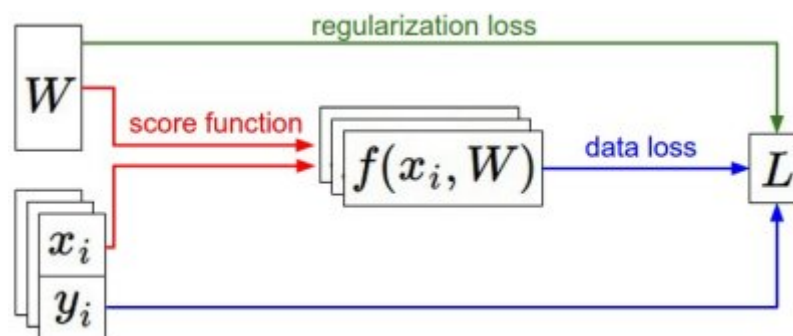 regularization loss
W
score function
f(x_i, W)
data loss
L
x_i
y_i